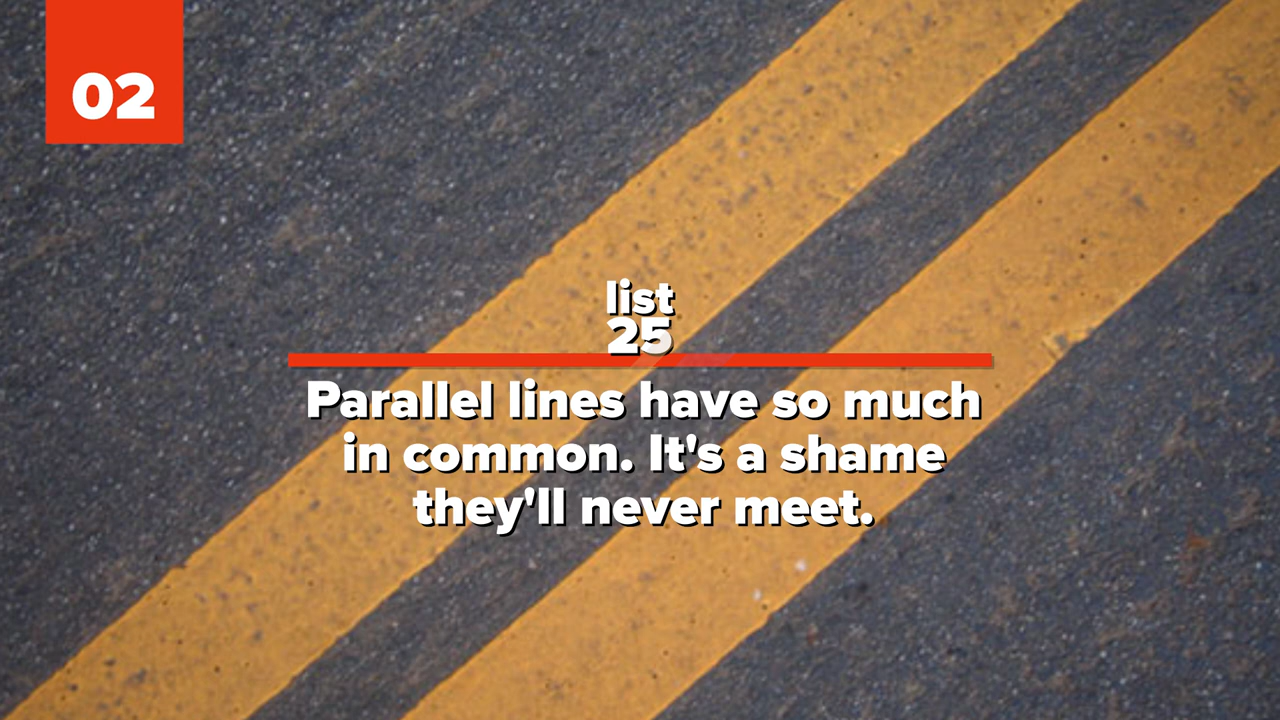 02
list
25
Parallel lines have so much
in common. It's a shame
they'll never meet.